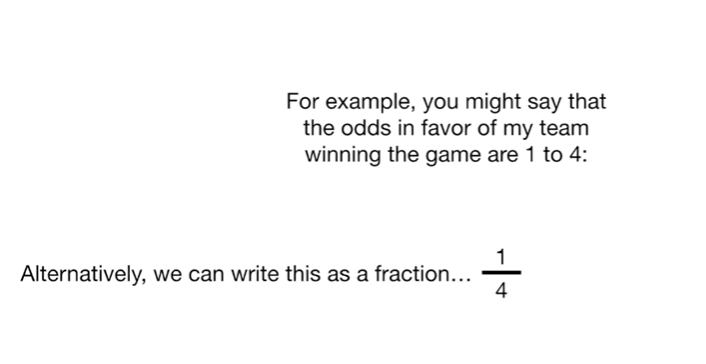 For example, you might say that
the odds in favor of my team
winning the game are 1 to 4:
Alternatively, we can write this as a fraction... 1
4